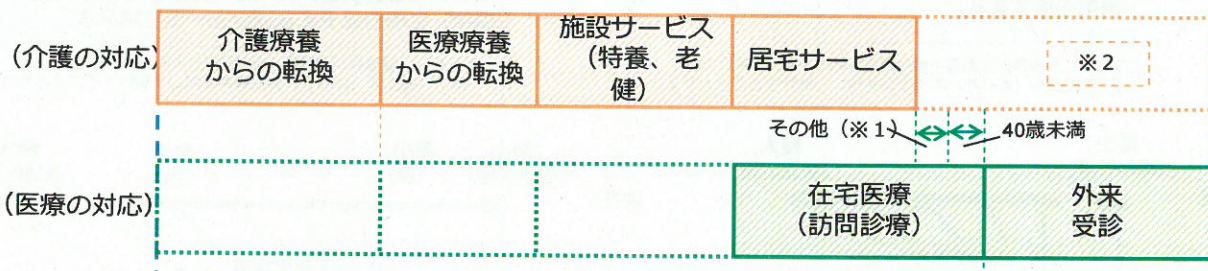 (介護の対応)
介護療養
からの転換
医療療養
からの転換
施設サービス
(特養、老
健)
居宅サービス
※2
その他(※1)
40歳未満
(医療の対応)
在宅医療
(訪問診療)
外来
受診